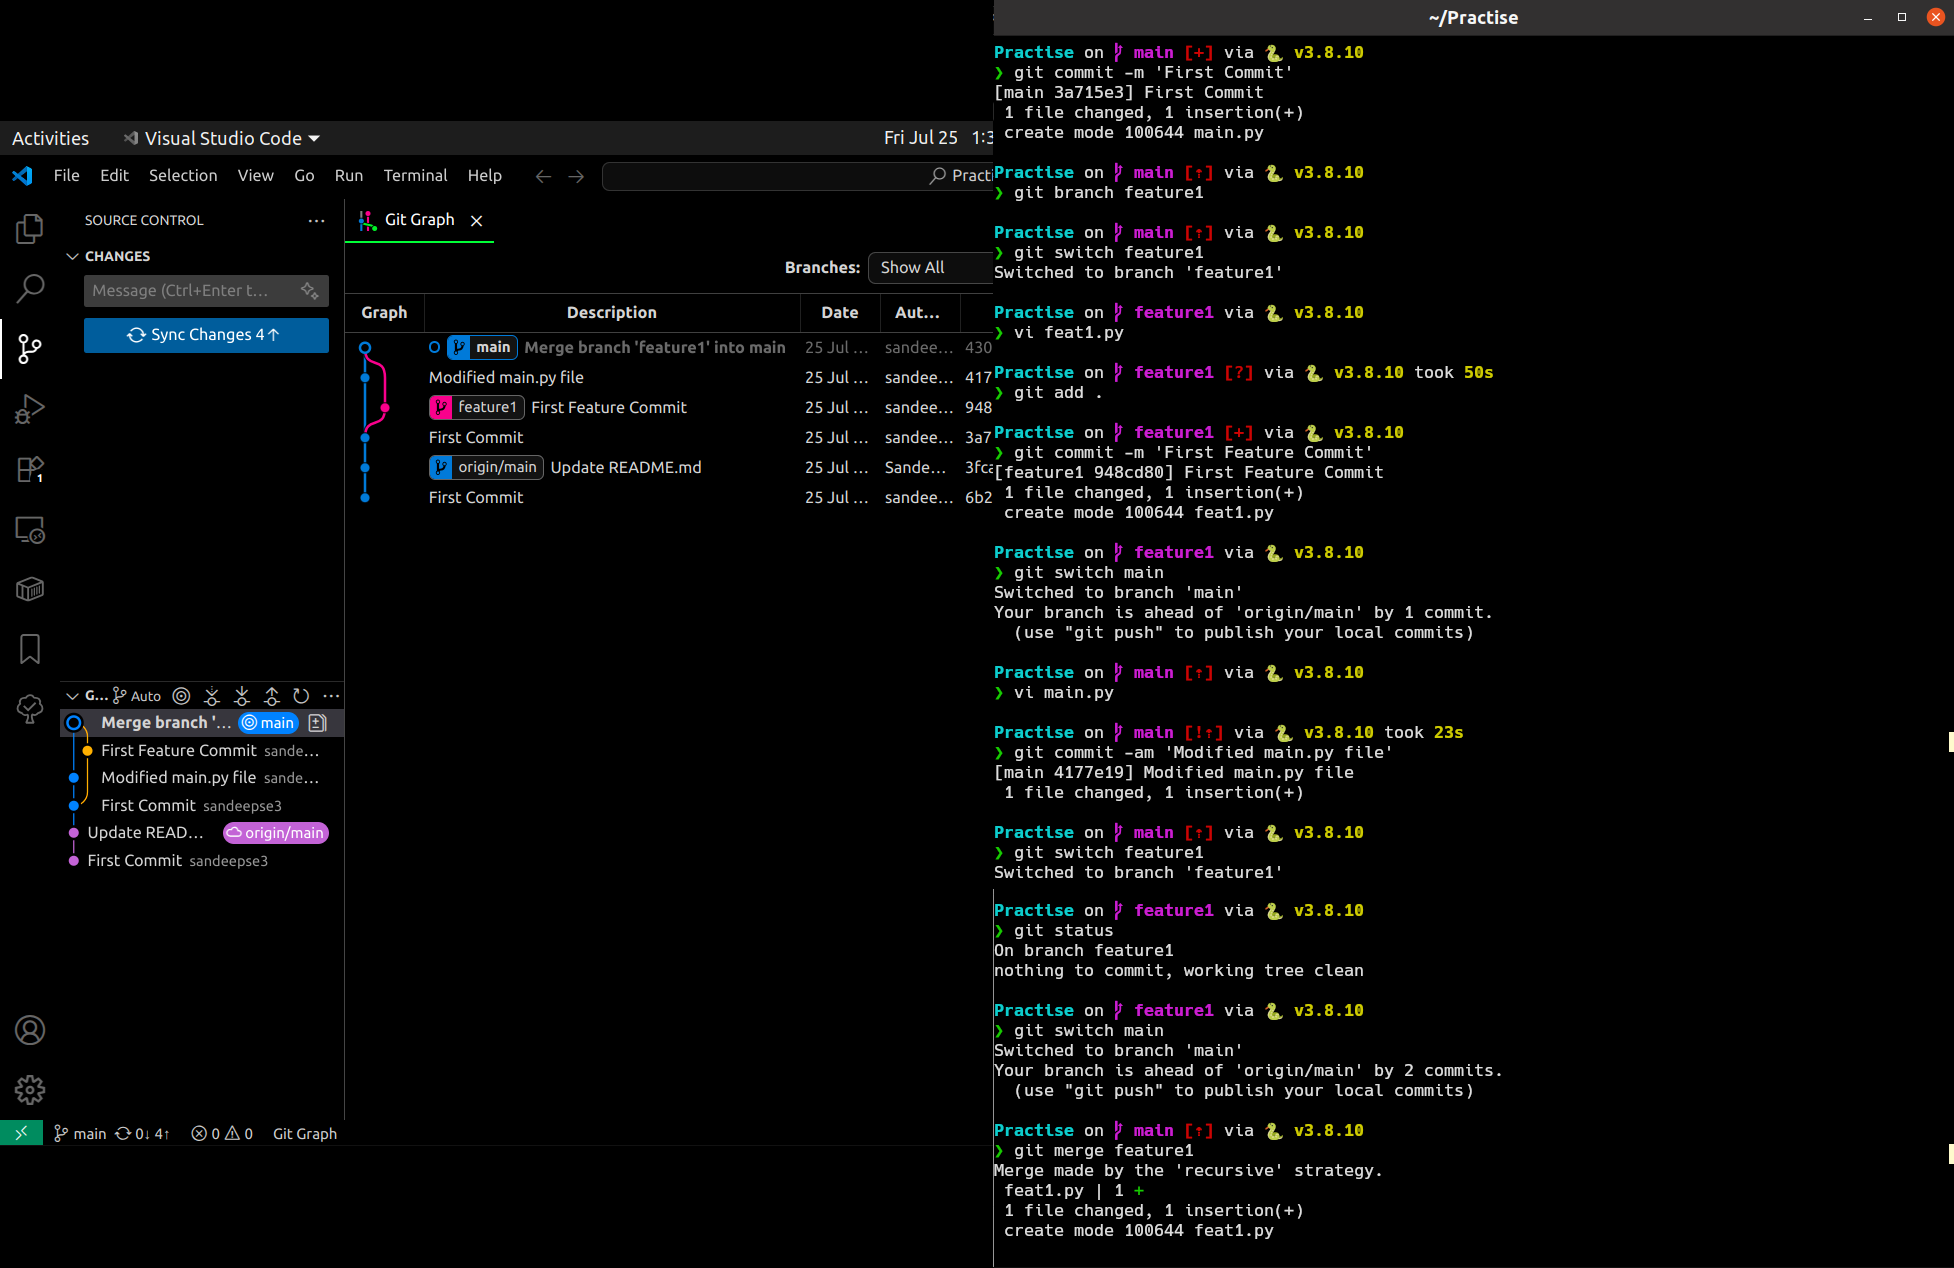 Activities
Visual Studio Code
Fri Jul 25 1:3
File Edit Selection View Go Run Terminal Help
Practi
SOURCE CONTROL
CHANGES
Message (Ctrl+Enter t...
Sync Changes 4↑
Git Graph
Branches: Show All
Graph Description Date Aut...
main Merge branch 'feature1' into main 25 Jul ... sandee... 430
Modified main.py file 25 Jul ... sandee... 417
feature1 First Feature Commit 25 Jul ... sandee... 948
First Commit 25 Jul ... sandee... 3a7
origin/main Update README.md 25 Jul ... Sande... 3fca
First Commit 25 Jul ... sandee... 6b2
1
G... Auto
Merge branch '... main
First Feature Commit sande...
Modified main.py file sande...
First Commit sandeepse3
Update READ... origin/main
First Commit sandeepse3
main 0↓ 4↑ 0 0 Git Graph
~/Practise
Practise on main [+] via v3.8.10
❯ git commit -m 'First Commit'
[main 3a715e3] First Commit
1 file changed, 1 insertion(+)
create mode 100644 main.py
Practise on main [↑] via v3.8.10
❯ git branch feature1
Practise on main [↑] via v3.8.10
❯ git switch feature1
Switched to branch 'feature1'
Practise on feature1 via v3.8.10
❯ vi feat1.py
Practise on feature1 [?] via v3.8.10 took 50s
❯ git add .
Practise on feature1 [+] via v3.8.10
❯ git commit -m 'First Feature Commit'
[feature1 948cd80] First Feature Commit
1 file changed, 1 insertion(+)
create mode 100644 feat1.py
Practise on feature1 via v3.8.10
❯ git switch main
Switched to branch 'main'
Your branch is ahead of 'origin/main' by 1 commit.
(use "git push" to publish your local commits)
Practise on main [↑] via v3.8.10
❯ vi main.py
Practise on main [!↑] via v3.8.10 took 23s
❯ git commit -am 'Modified main.py file'
[main 4177e19] Modified main.py file
1 file changed, 1 insertion(+)
Practise on main [↑] via v3.8.10
❯ git switch feature1
Switched to branch 'feature1'
Practise on feature1 via v3.8.10
❯ git status
On branch feature1
nothing to commit, working tree clean
Practise on feature1 via v3.8.10
❯ git switch main
Switched to branch 'main'
Your branch is ahead of 'origin/main' by 2 commits.
(use "git push" to publish your local commits)
Practise on main [↑] via v3.8.10
❯ git merge feature1
Merge made by the 'recursive' strategy.
feat1.py | 1 +
1 file changed, 1 insertion(+)
create mode 100644 feat1.py